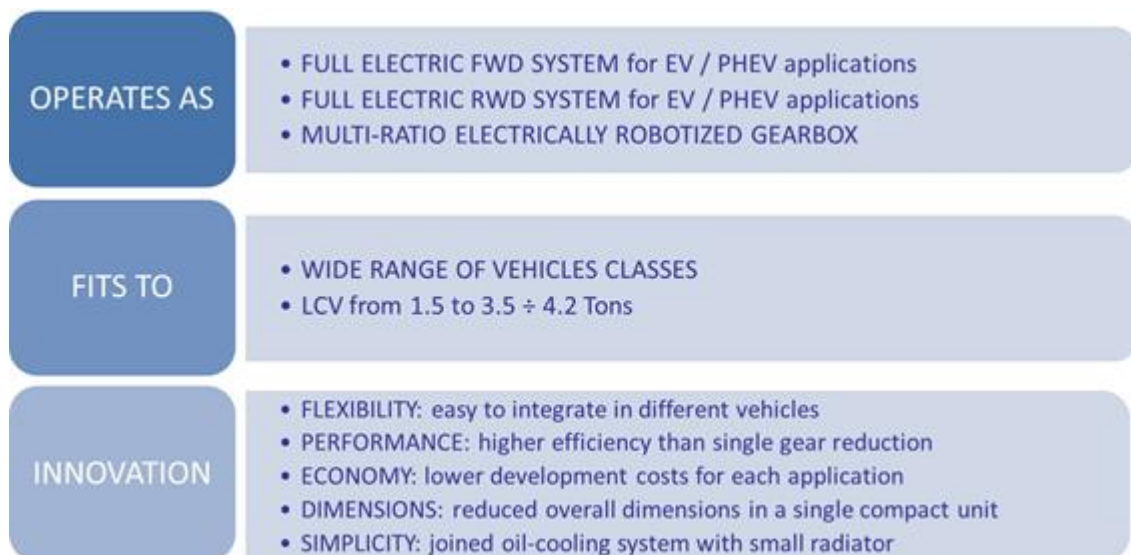 OPERATES AS
• FULL ELECTRIC FWD SYSTEM for EV / PHEV applications
• FULL ELECTRIC RWD SYSTEM for EV / PHEV applications
• MULTI-RATIO ELECTRICALLY ROBOTIZED GEARBOX
FITS TO
• WIDE RANGE OF VEHICLES CLASSES
• LCV from 1.5 to 3.5 ÷ 4.2 Tons
INNOVATION
• FLEXIBILITY: easy to integrate in different vehicles
• PERFORMANCE: higher efficiency than single gear reduction
• ECONOMY: lower development costs for each application
• DIMENSIONS: reduced overall dimensions in a single compact unit
• SIMPLICITY: joined oil-cooling system with small radiator